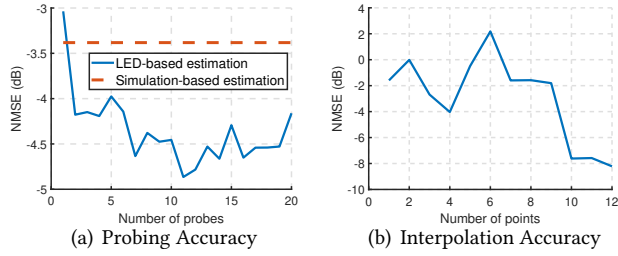 -3
-3.5
-4
-4.5
-5
NMSE (dB)
LED-based estimation
Simulation-based estimation
0 5 10 15 20
Number of probes
(a) Probing Accuracy
4
2
0
-2
-4
-6
-8
-10
NMSE (dB)
0 2 4 6 8 10 12
Number of points
(b) Interpolation Accuracy